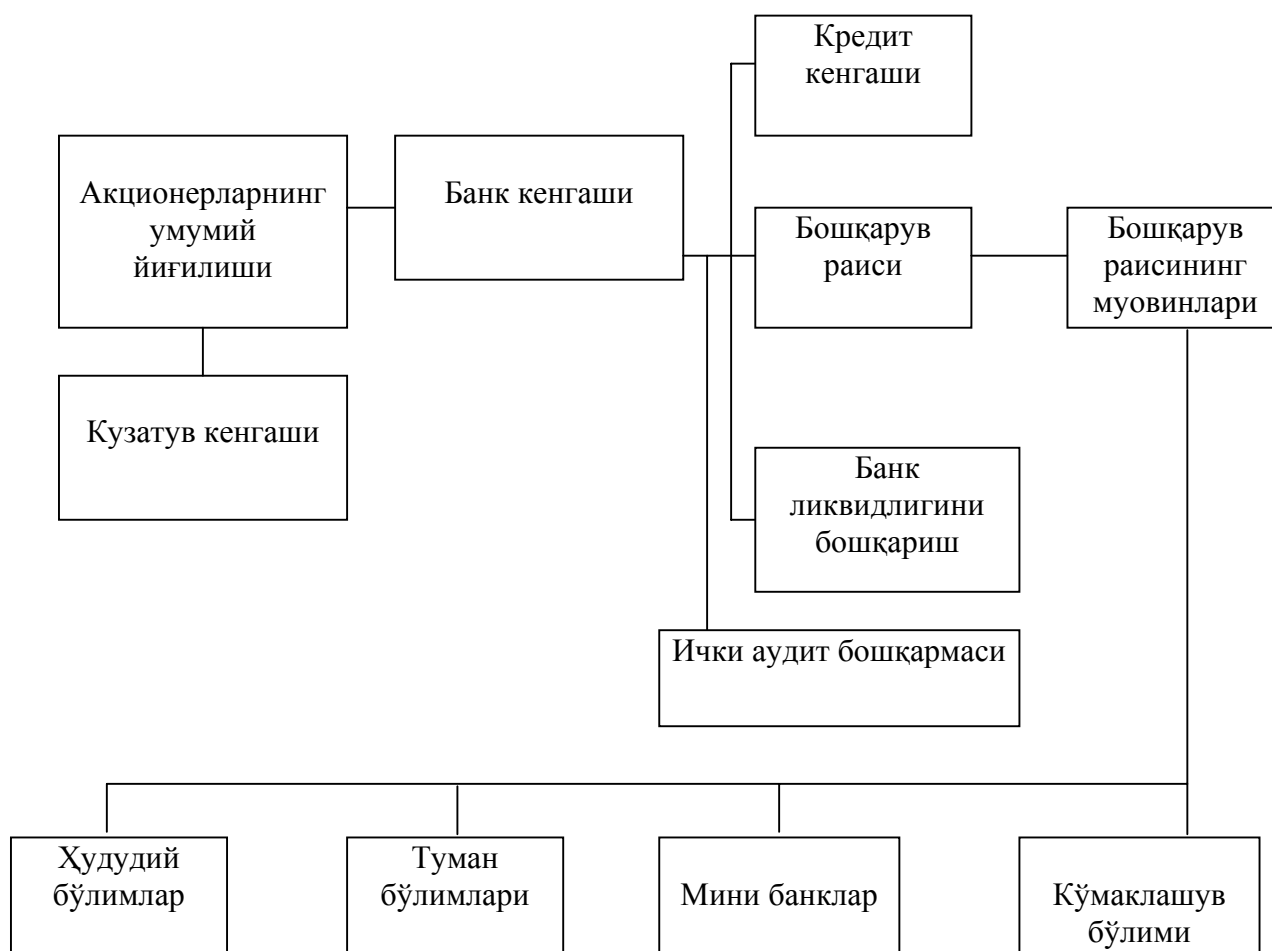 Кредит
кенгаши
Акционерларнинг
умумий
йиғилиши
Банк кенгаши
Бошқарув
раиси
Бошқарув
раисининг
муовинлари
Кузатув кенгаши
Банк
ликвидлигини
бошқариш
Ички аудит бошқармаси
Ҳудудий
бўлимлар
Туман
бўлимлари
Мини банклар
Кўмаклашув
бўлими